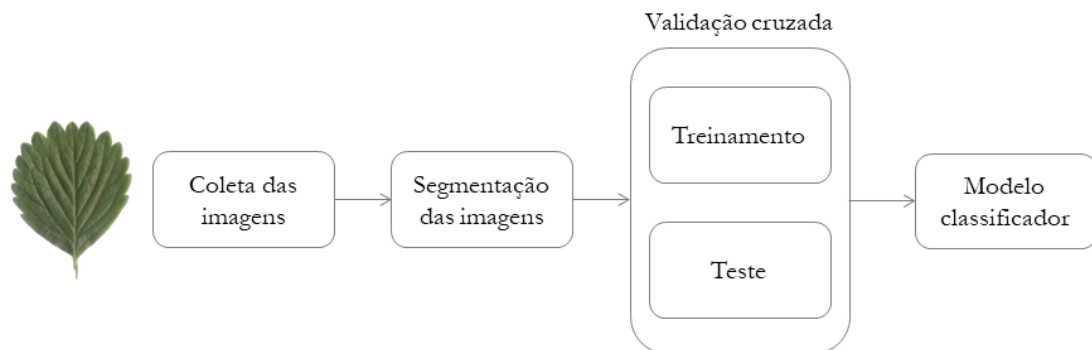 Validação cruzada
Coleta das
imagens
Segmentação
das imagens
Treinamento
Teste
Modelo
classificador